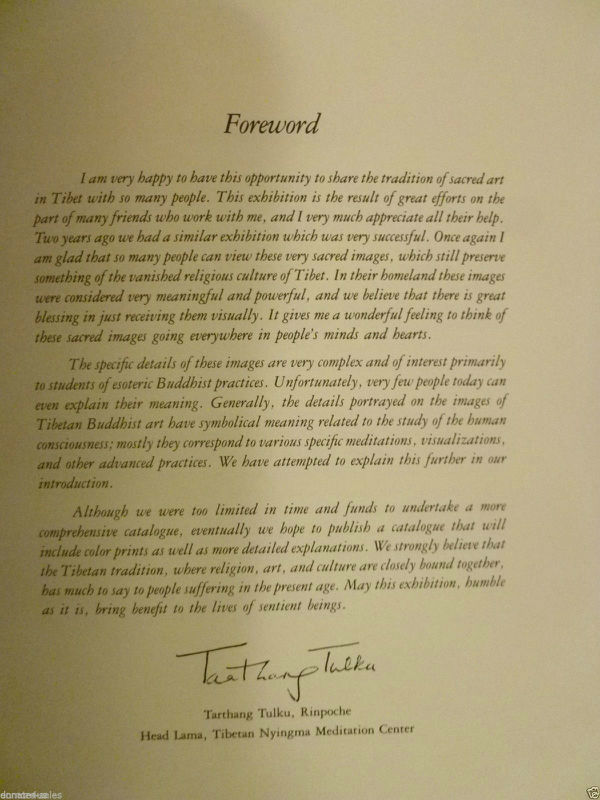 Foreword
I am very happy to have this opportunity to share the tradition of sacred art
in Tibet with so many people. This exhibition is the result of great efforts on the
part of many friends who work with me, and I very much appreciate all their help.
Two years ago we had a similar exhibition which was very successful. Once again I
am glad that so many people can view these very sacred images, which still preserve
something of the vanished religious culture of Tibet. In their homeland these images
were considered very meaningful and powerful, and we believe that there is great
blessing in just receiving them visually. It gives me a wonderful feeling to think of
these sacred images going everywhere in people's minds and hearts.
The specific details of these images are very complex and of interest primarily
to students of esoteric Buddhist practices. Unfortunately, very few people today can
even explain their meaning. Generally, the details portrayed on the images of
Tibetan Buddhist art have symbolical meaning related to the study of the human
consciousness; mostly they correspond to various specific meditations, visualizations,
and other advanced practices. We have attempted to explain this further in our
introduction.
Although we were too limited in time and funds to undertake a more
comprehensive catalogue, eventually we hope to publish a catalogue that will
include color prints as well as more detailed explanations. We strongly believe that
the Tibetan tradition, where religion, art, and culture are closely bound together,
has much to say to people suffering in the present age. May this exhibition, humble
as it is, bring benefit to the lives of sentient beings.
Tarthang Tulku
Tarthang Tulku, Rinpoche
Head Lama, Tibetan Nyingma Meditation Center